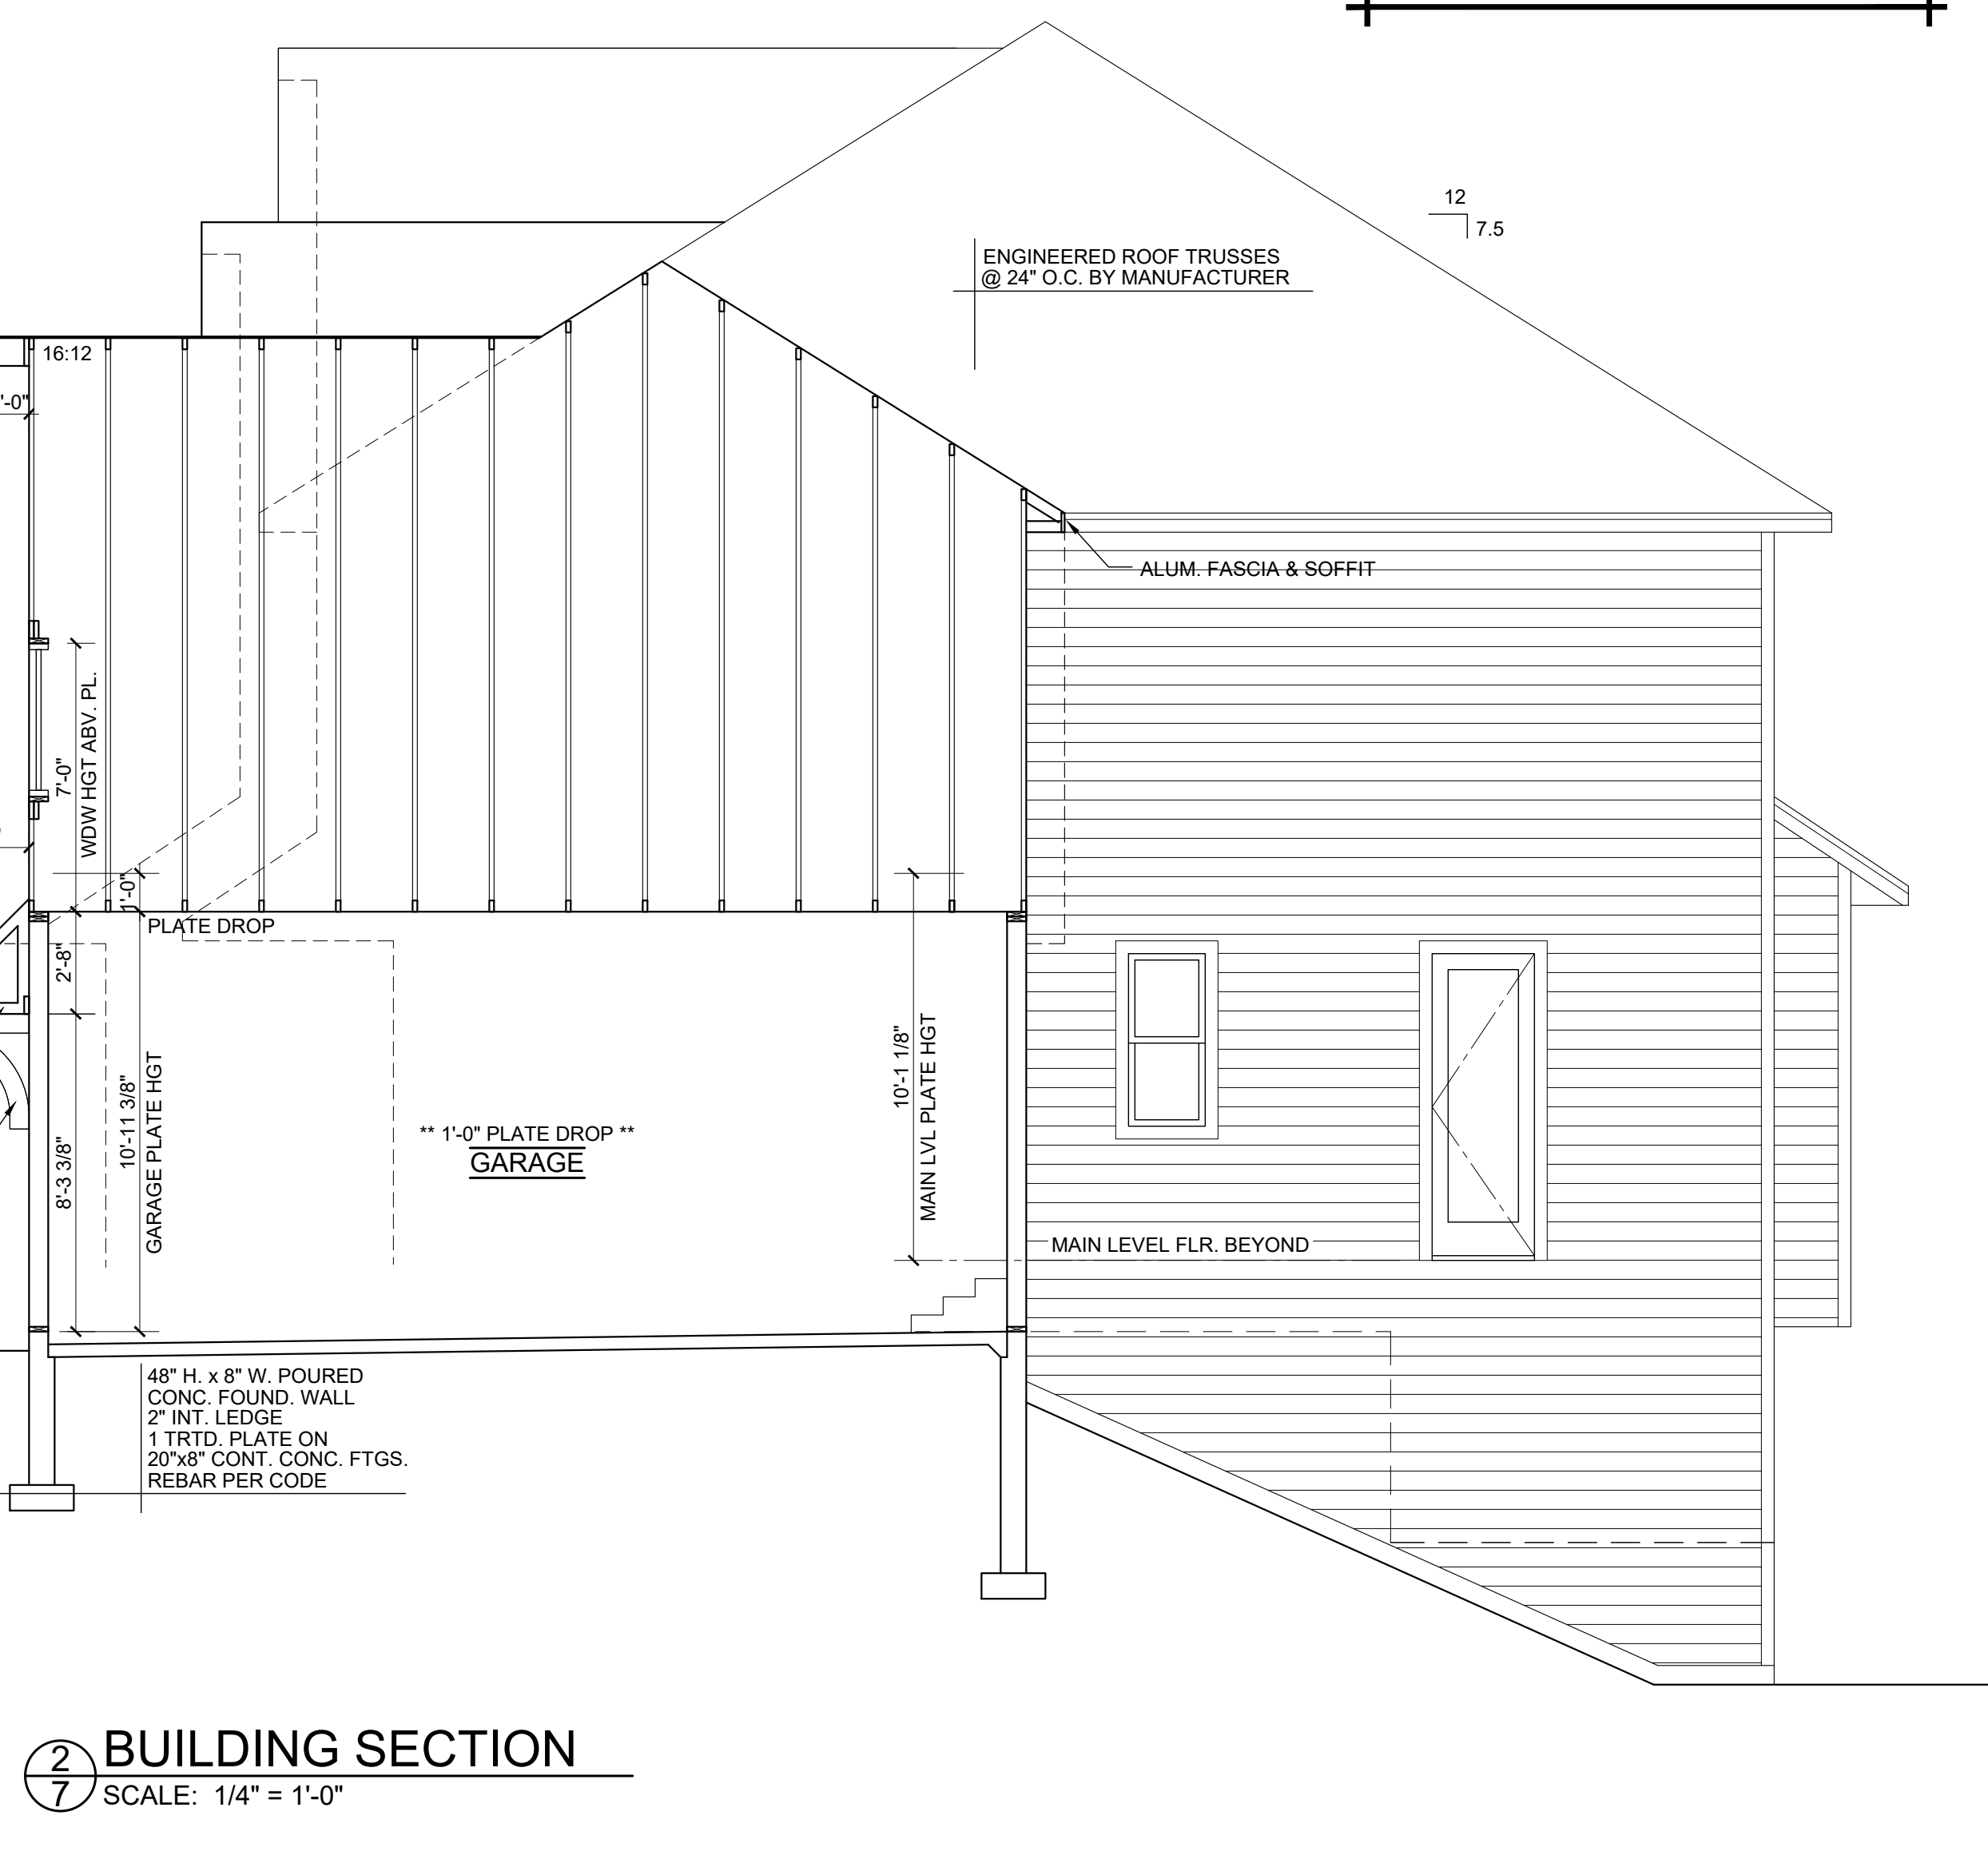 12
7.5
ENGINEERED ROOF TRUSSES
@ 24" O.C. BY MANUFACTURER
16:12
'-0"
ALUM. FASCIA & SOFFIT
7'-0"
WDW HGT ABV. PL.
1'-0"
PLATE DROP
2'-8"
8'-3 3/8"
10'-11 3/8"
GARAGE PLATE HGT
** 1'-0" PLATE DROP **
GARAGE
10'-1 1/8"
MAIN LVL PLATE HGT
MAIN LEVEL FLR. BEYOND
48" H. x 8" W. POURED
CONC. FOUND. WALL
2" INT. LEDGE
1 TRTD. PLATE ON
20"x8" CONT. CONC. FTGS.
REBAR PER CODE
2
7
BUILDING SECTION
SCALE: 1/4" = 1'-0"